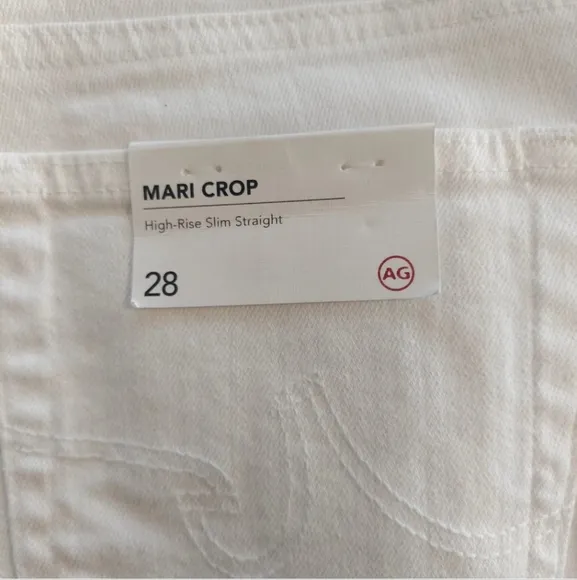 MARI CROP
High-Rise Slim Straight
28
AG